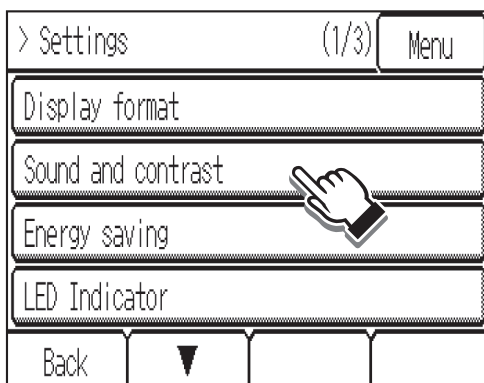 > Settings (1/3) Menu
Display format
Sound and contrast
Energy saving
LED Indicator
Back ▼